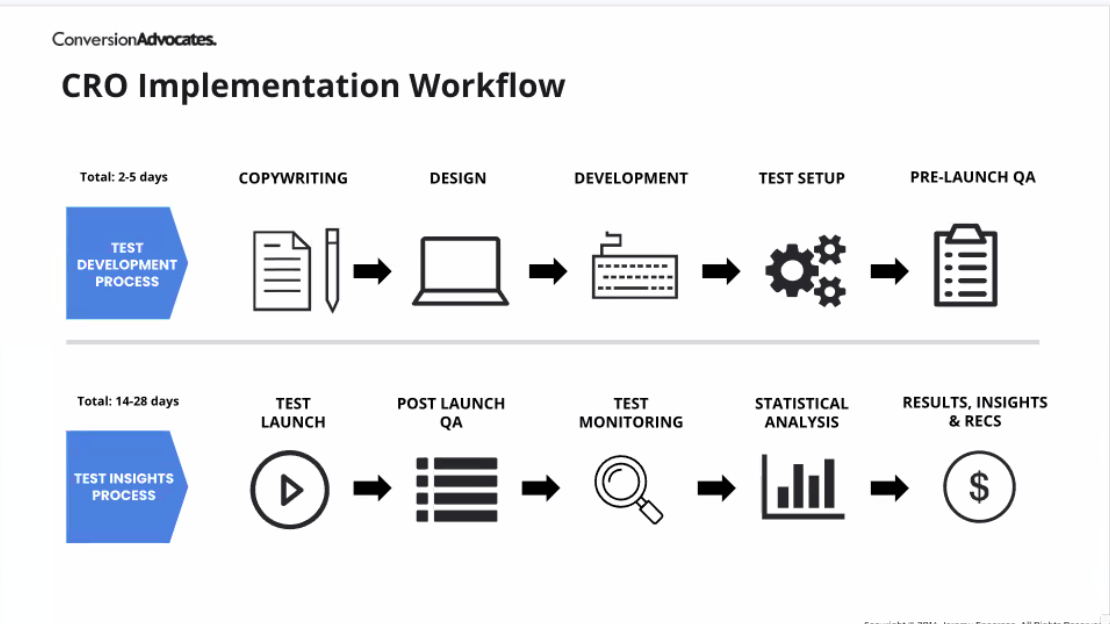 ConversionAdvocates.
CRO Implementation Workflow
Total: 2-5 days
TEST
DEVELOPMENT
PROCESS
COPYWRITING
DESIGN
DEVELOPMENT
TEST SETUP
PRE-LAUNCH QA
Total: 14-28 days
TEST INSIGHTS
PROCESS
TEST
LAUNCH
POST LAUNCH
QA
TEST
MONITORING
STATISTICAL
ANALYSIS
RESULTS, INSIGHTS
& RECS
$